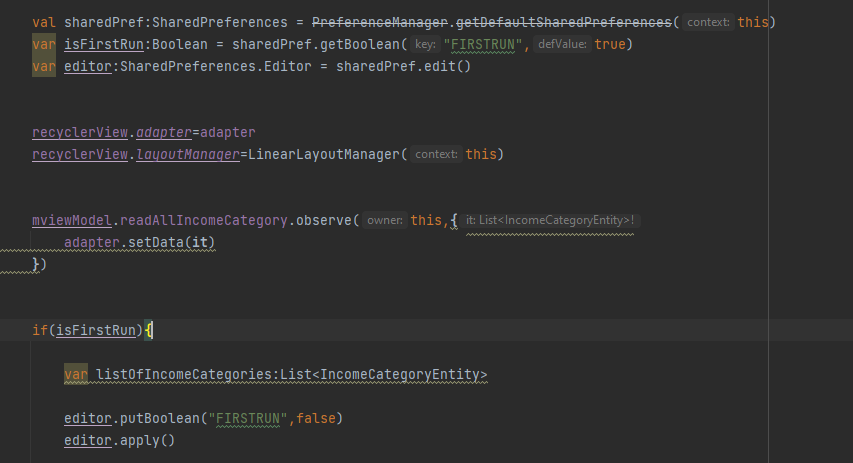 val sharedPref:SharedPreferences = PreferenceManager.getDefaultSharedPreferences( context: this)
var isFirstRun:Boolean = sharedPref.getBoolean( key: "FIRSTRUN", defValue: true)
var editor:SharedPreferences.Editor = sharedPref.edit()
recyclerView.adapter=adapter
recyclerView.layoutManager=LinearLayoutManager( context: this)
mviewModel.readAllIncomeCategory.observe( owner: this,{ it: List<IncomeCategoryEntity>!
adapter.setData(it)
})
if(isFirstRun){
var listOfIncomeCategories:List<IncomeCategoryEntity>
editor.putBoolean("FIRSTRUN",false)
editor.apply()